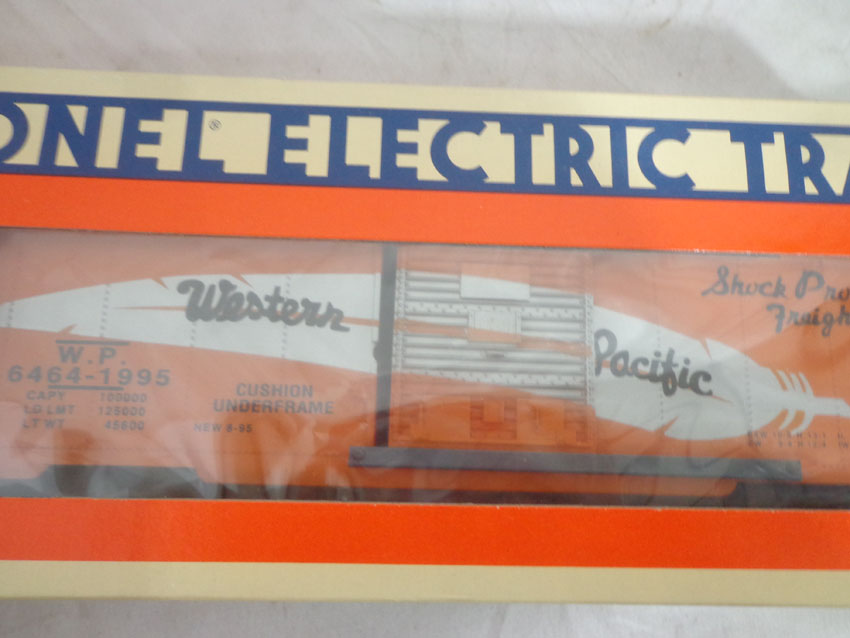 ONEL® ELECTRIC TRA
Western Pacific
Shock Pro
Freigh
W.P.
6464-1995
CAPY 100000
LG LMT 125000
LT WT 45600
CUSHION
UNDERFRAME
NEW 8-95